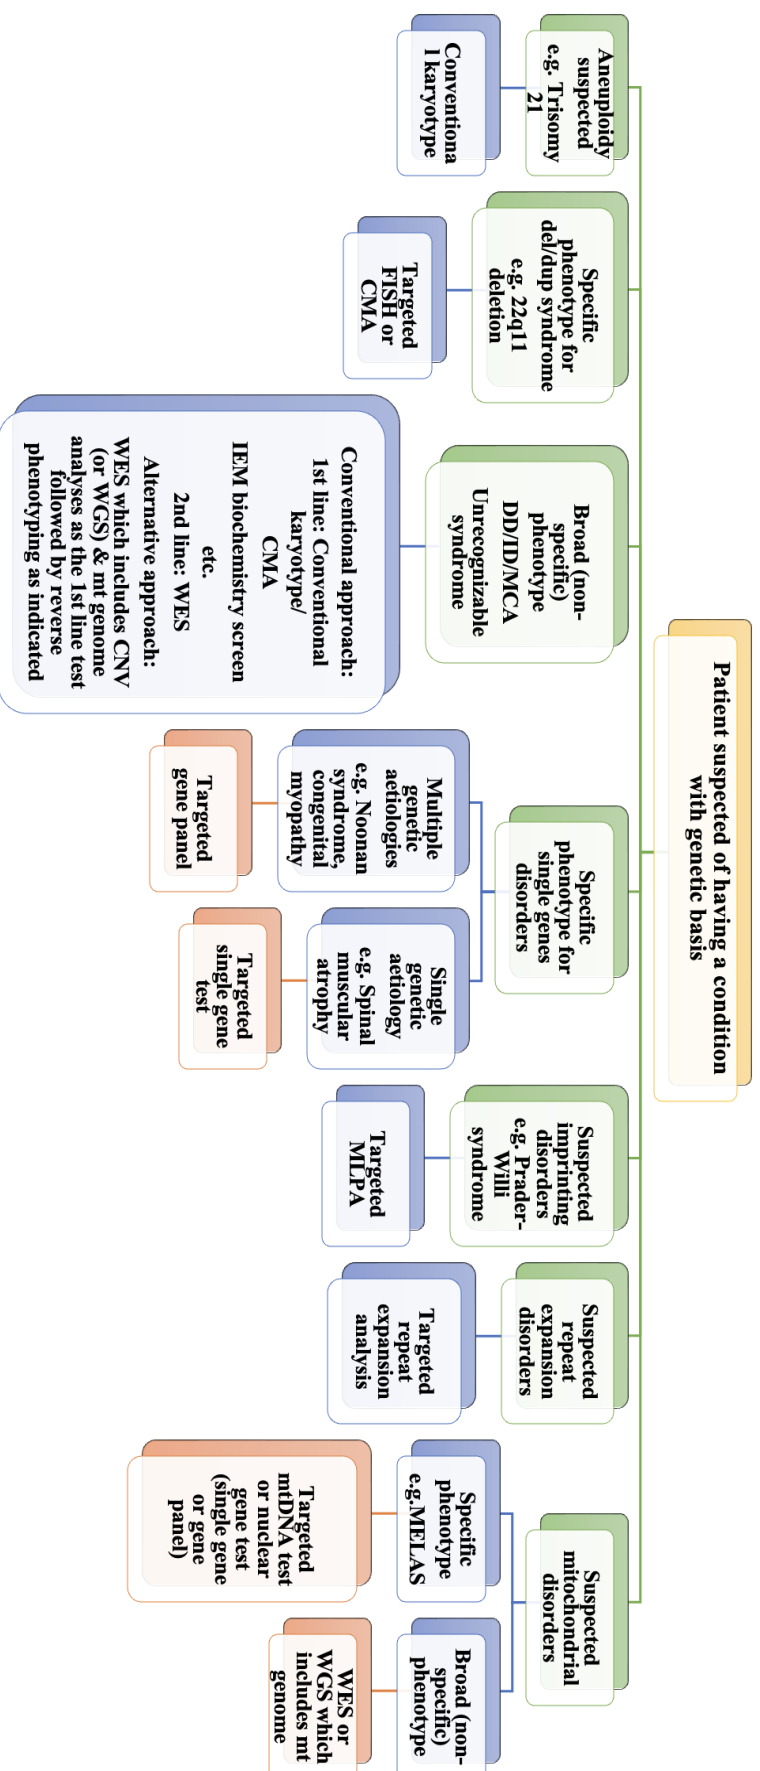 Patient suspected of having a condition
with genetic basis
Aneuploidy
suspected
e.g. Trisomy
21
Conventiona
l karyotype
Specific
phenotype for
del/dup syndrome
e.g. 22q11
deletion
Targeted
FISH or
CMA
Broad (non-
specific)
phenotype
DD/ID/MCA
Unrecognizable
syndrome
Conventional approach:
1st line: Conventional
karyotype/
CMA
IEM biochemistry screen
etc.
2nd line: WES
Alternative approach:
WES which includes CNV
(or WGS) & mt genome
analyses as the 1st line test
followed by reverse
phenotyping as indicated
Specific
phenotype for
single genes
disorders
Multiple
genetic
aetiologies
e.g. Noonan
syndrome,
congenital
myopathy
Targeted
gene panel
Single
genetic
aetiology
e.g. Spinal
muscular
atrophy
Targeted
single gene
test
Suspected
imprinting
disorders
e.g. Prader-
Willi
syndrome
Targeted
MLPA
Suspected
repeat
expansion
disorders
Targeted
repeat
expansion
analysis
Suspected
mitochondrial
disorders
Specific
phenotype
e.g.MELAS
Targeted
mtDNA test
or nuclear
gene test
(single gene
or gene
panel)
Broad (non-
specific)
phenotype
WES or
WGS which
includes mt
genome